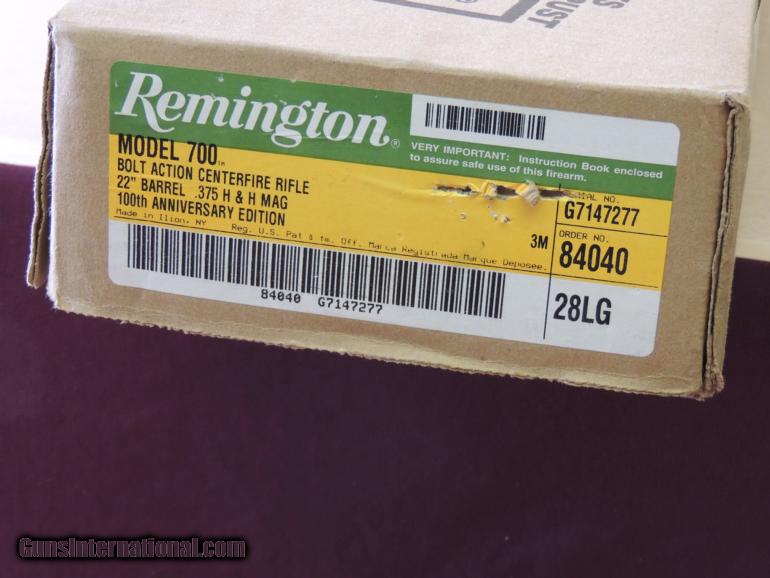 Remington®
VERY IMPORTANT: Instruction Book enclosed
to assure safe use of this firearm.
MODEL 700™
BOLT ACTION CENTERFIRE RIFLE
22" BARREL .375 H & H MAG
100th ANNIVERSARY EDITION
Made in Ilion, NY
Reg. U.S. Pat & Tm. Off. Marca Registrada Marque Deposee.
3M
NO.
G7147277
ORDER NO.
84040
28LG
84040 G7147277
GunsInternational.com